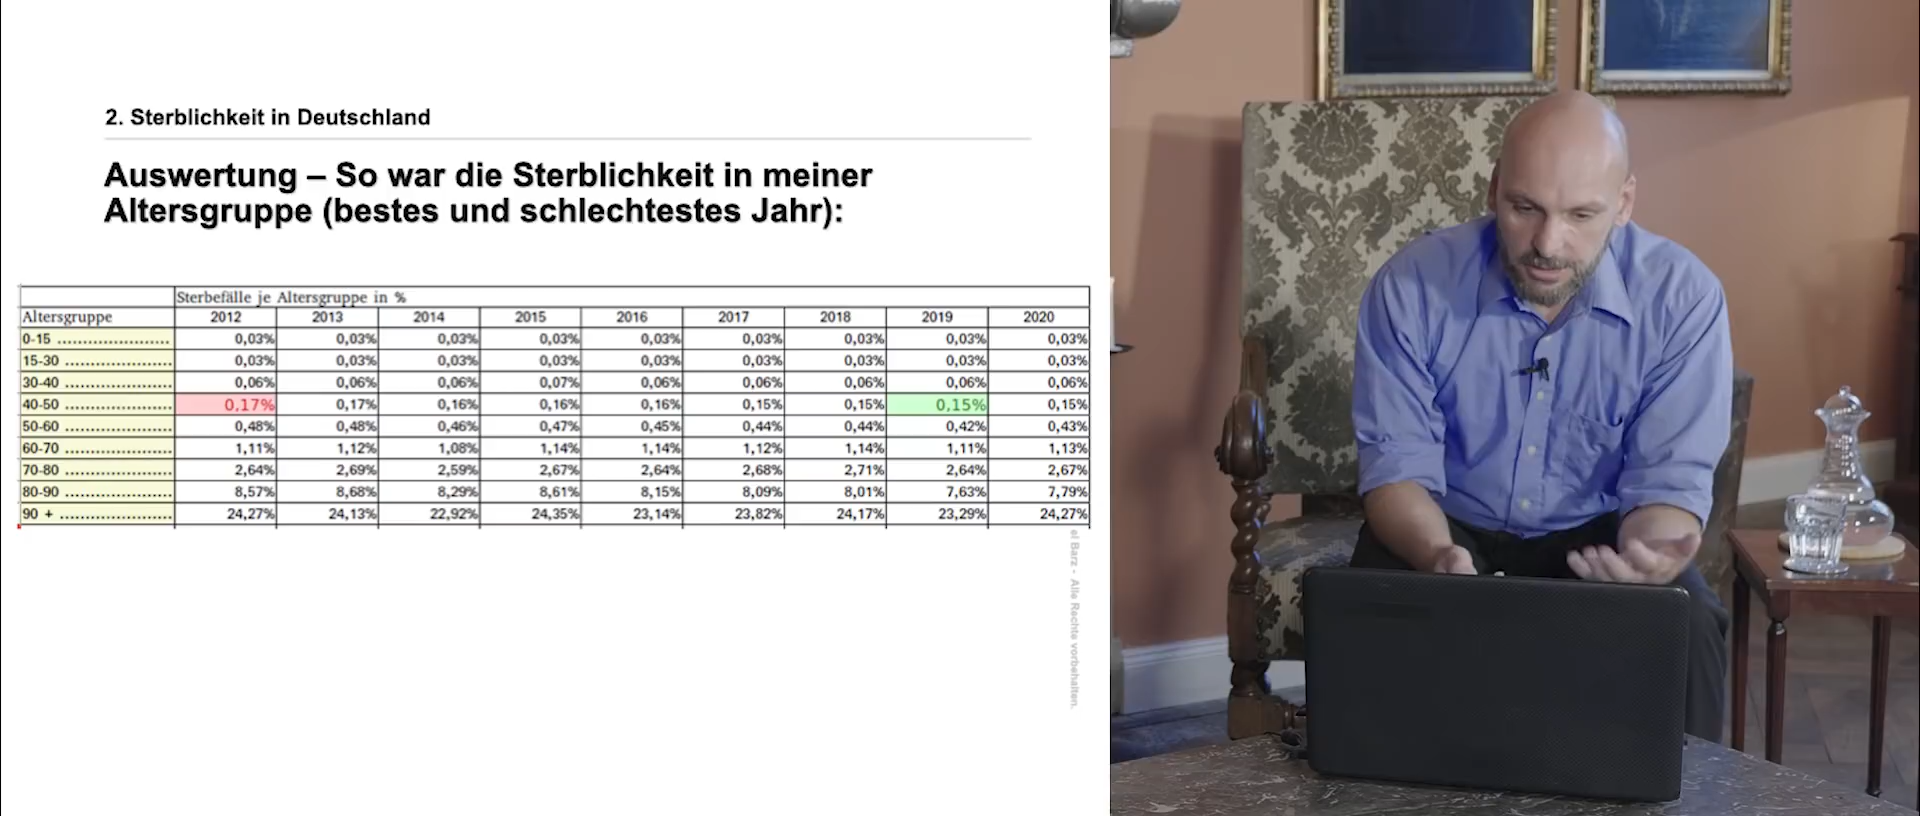 2. Sterblichkeit in Deutschland
Auswertung – So war die Sterblichkeit in meiner
Altersgruppe (bestes und schlechtestes Jahr):
Sterbefälle je Altersgruppe in %
Altersgruppe 2012 2013 2014 2015 2016 2017 2018 2019 2020
0-15 ........................ 0,03% 0,03% 0,03% 0,03% 0,03% 0,03% 0,03% 0,03% 0,03%
15-30 ...................... 0,03% 0,03% 0,03% 0,03% 0,03% 0,03% 0,03% 0,03% 0,03%
30-40 ...................... 0,06% 0,06% 0,06% 0,07% 0,06% 0,06% 0,06% 0,06% 0,06%
40-50 ...................... 0,17% 0,17% 0,16% 0,16% 0,16% 0,15% 0,15% 0,15% 0,15%
50-60 ...................... 0,48% 0,48% 0,46% 0,47% 0,45% 0,44% 0,44% 0,42% 0,43%
60-70 ...................... 1,11% 1,12% 1,08% 1,14% 1,14% 1,12% 1,14% 1,11% 1,13%
70-80 ...................... 2,64% 2,69% 2,59% 2,67% 2,64% 2,68% 2,71% 2,64% 2,67%
80-90 ...................... 8,57% 8,68% 8,29% 8,61% 8,15% 8,09% 8,01% 7,63% 7,79%
90 + ....................... 24,27% 24,13% 22,92% 24,35% 23,14% 23,82% 24,17% 23,29% 24,27%
el Barz - Alle Rechte vorbehalten.